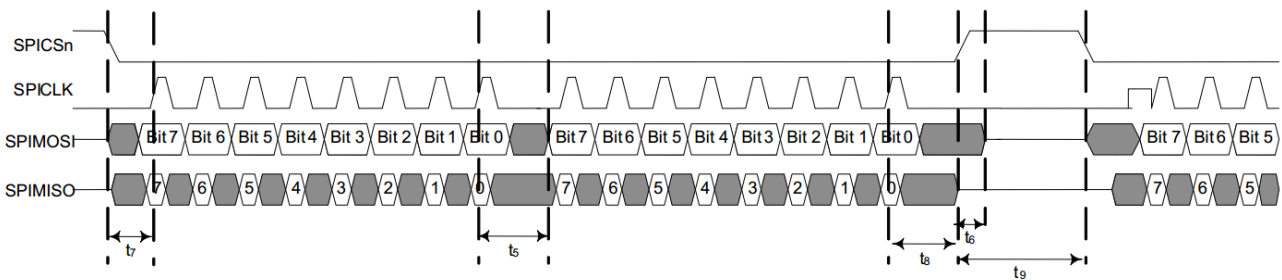 SPICSn
SPICLK
SPIMOSI Bit 7 Bit 6 Bit 5 Bit 4 Bit 3 Bit 2 Bit 1 Bit 0 Bit 7 Bit 6 Bit 5 Bit 4 Bit 3 Bit 2 Bit 1 Bit 0 Bit 7 Bit 6 Bit 5
SPIMISO 7 6 5 4 3 2 1 0 7 6 5 4 3 2 1 0 7 6 5
t7 t5 t8 t6 t9